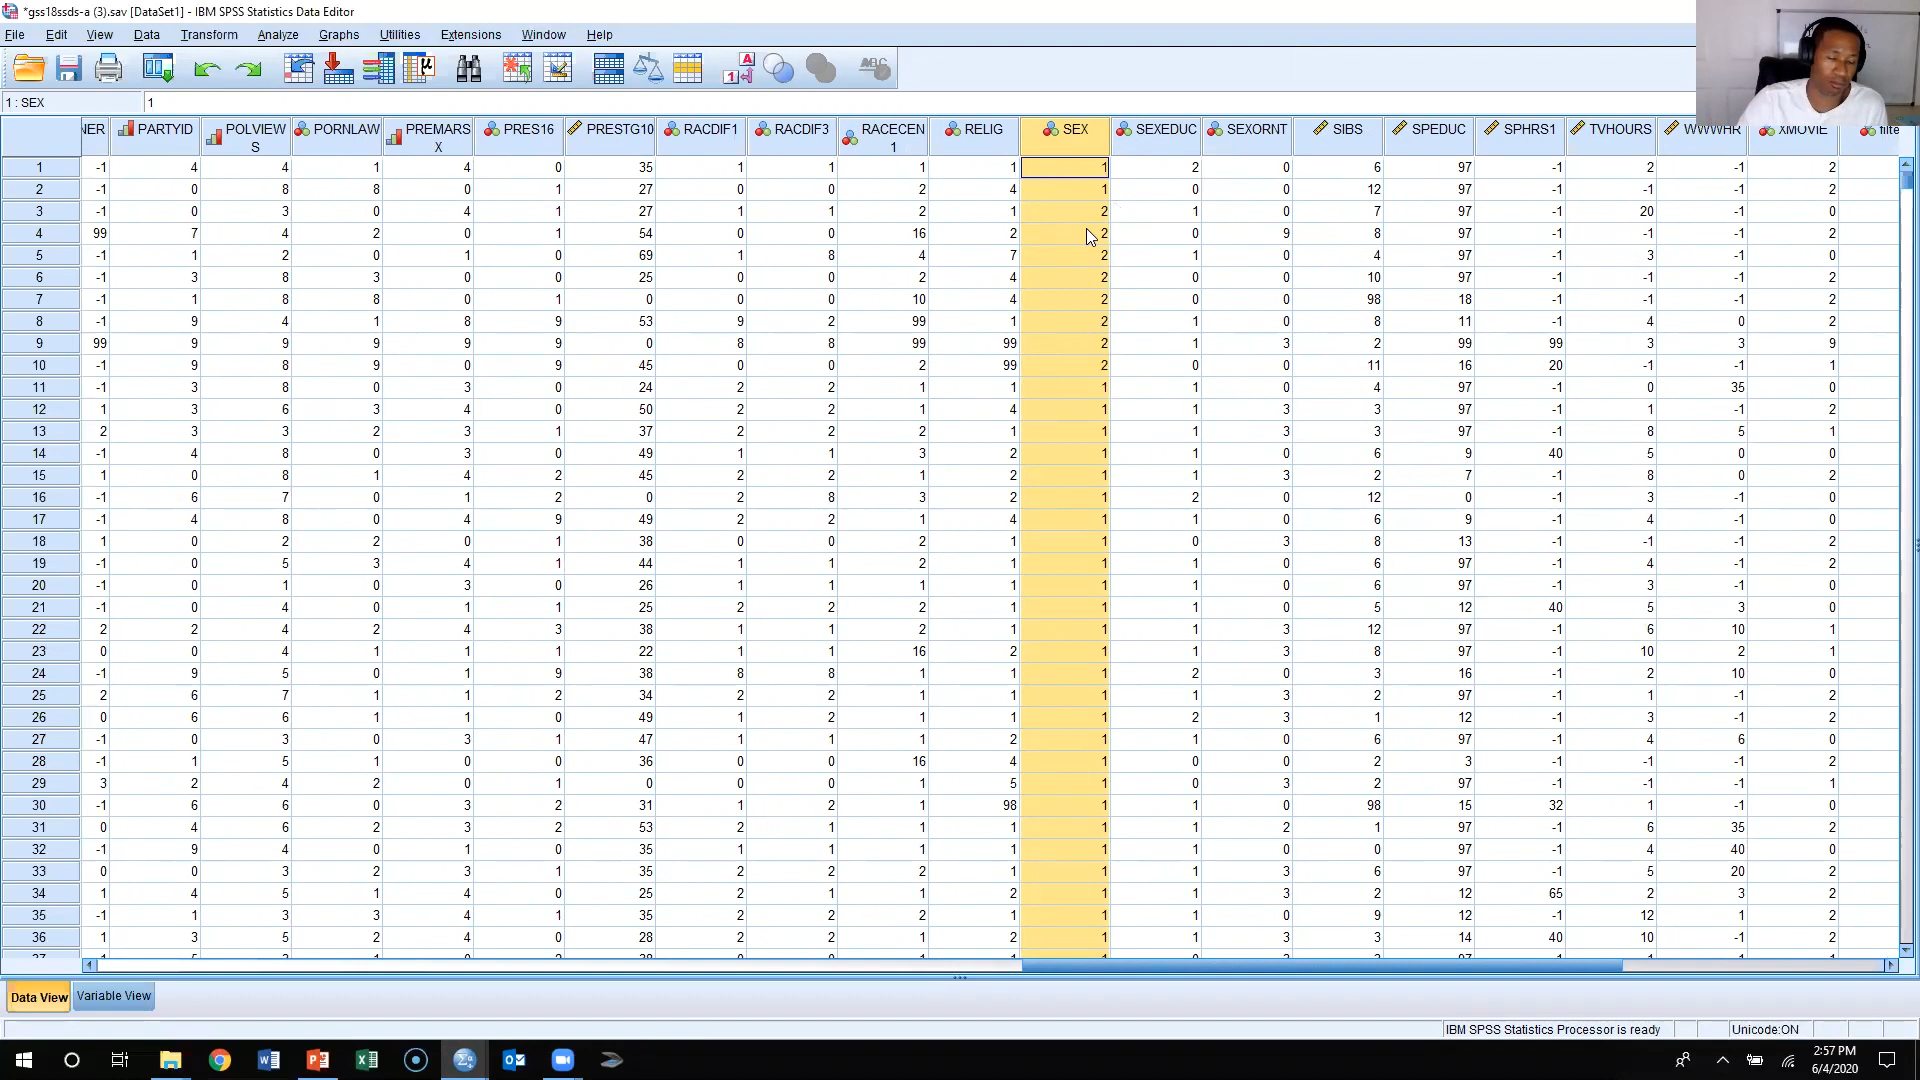 *gss18ssds-a (3).sav [DataSet1] - IBM SPSS Statistics Data Editor
File Edit View Data Transform Analyze Graphs Utilities Extensions Window Help
1 : SEX 1
NER PARTYID POLVIEWS PORNLAW PREMARSX PRES16 PRESTG10 RACDIF1 RACDIF3 RACECEN1 RELIG SEX SEXEDUC SEXORNT SIBS SPEDUC SPHRS1 TVHOURS WWWHR XMOVIE filte
1 -1 4 4 1 4 0 35 1 1 1 1 1 2 0 6 97 -1 2 -1 2
2 -1 0 8 8 0 1 27 0 0 2 4 1 0 0 12 97 -1 -1 -1 2
3 -1 0 3 0 4 1 27 1 1 2 1 2 1 0 7 97 -1 20 -1 0
4 99 7 4 2 0 1 54 0 0 16 2 2 0 9 8 97 -1 -1 -1 2
5 -1 1 2 0 1 0 69 1 8 4 7 2 1 0 4 97 -1 3 -1 0
6 -1 3 8 3 0 0 25 0 0 2 4 2 0 0 10 97 -1 -1 -1 2
7 -1 1 8 8 0 1 0 0 0 10 4 2 0 0 98 18 -1 -1 -1 2
8 -1 9 4 1 8 9 53 9 2 99 1 2 1 0 8 11 -1 4 0 2
9 99 9 9 9 9 9 0 8 8 99 99 2 1 3 2 99 99 3 3 9
10 -1 9 8 9 0 9 45 0 0 2 99 2 0 0 11 16 20 -1 -1 1
11 -1 3 8 0 3 0 24 2 2 1 1 1 1 0 4 97 -1 0 35 0
12 1 3 6 3 4 0 50 2 2 1 4 1 1 3 3 97 -1 1 -1 2
13 2 3 3 2 3 1 37 2 2 2 1 1 1 3 3 97 -1 8 5 1
14 -1 4 8 0 3 0 49 1 1 3 2 1 1 0 6 9 40 5 0 0
15 1 0 8 1 4 2 45 2 2 1 2 1 1 3 2 7 -1 8 0 2
16 -1 6 7 0 1 2 0 2 8 3 2 1 2 0 12 0 -1 3 -1 0
17 -1 4 8 0 4 9 49 2 2 1 4 1 1 0 6 9 -1 4 -1 0
18 1 0 2 2 0 1 38 0 0 2 1 1 0 3 8 13 -1 -1 -1 2
19 -1 0 5 3 4 1 44 1 1 2 1 1 1 0 6 97 -1 4 -1 2
20 -1 0 1 0 3 0 26 1 1 1 1 1 1 0 6 97 -1 3 -1 0
21 -1 0 4 0 1 1 25 2 2 2 1 1 1 0 5 12 40 5 3 0
22 2 2 4 2 4 3 38 1 1 2 1 1 1 3 12 97 -1 6 10 1
23 0 0 4 1 1 1 22 1 1 16 2 1 1 3 8 97 -1 10 2 1
24 -1 9 5 0 1 9 38 8 8 1 1 1 2 0 3 16 -1 2 10 0
25 2 6 7 1 1 2 34 2 2 1 1 1 1 3 2 97 -1 1 -1 2
26 0 6 6 1 1 0 49 1 2 1 1 1 2 3 1 12 -1 3 -1 2
27 -1 0 3 0 3 1 47 1 1 1 2 1 1 0 6 97 -1 4 6 0
28 -1 1 5 1 0 0 36 0 0 16 4 1 0 0 2 3 -1 -1 -1 2
29 3 2 4 2 0 1 0 0 0 1 5 1 0 3 2 97 -1 -1 -1 1
30 -1 6 6 0 3 2 31 1 2 1 98 1 1 0 98 15 32 1 -1 0
31 0 4 6 2 3 2 53 2 1 1 1 1 1 2 1 97 -1 6 35 2
32 -1 9 4 0 1 0 35 1 1 1 1 1 1 0 0 97 -1 4 40 0
33 0 0 3 2 3 1 35 2 2 2 1 1 1 3 6 97 -1 5 20 2
34 1 4 5 1 4 0 25 2 1 1 2 1 1 3 2 12 65 2 3 2
35 -1 1 3 3 4 1 35 2 2 2 1 1 1 0 9 12 -1 12 1 2
36 1 3 5 2 4 0 28 2 2 1 2 1 1 3 3 14 40 10 -1 2
Data View Variable View
IBM SPSS Statistics Processor is ready Unicode:ON
2:57 PM
6/4/2020